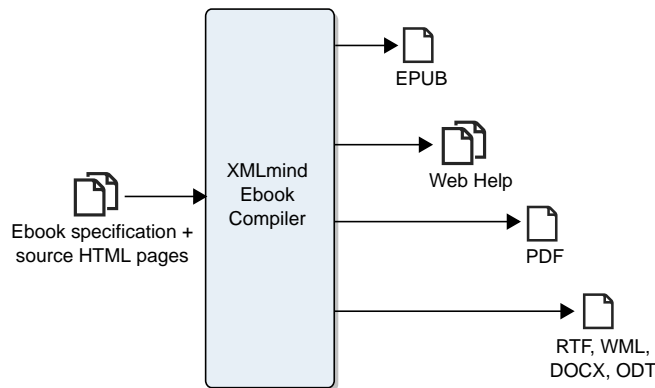 EPUB
XMLmind
Ebook
Compiler
Web Help
Ebook specification +
source HTML pages
PDF
RTF, WML,
DOCX, ODT